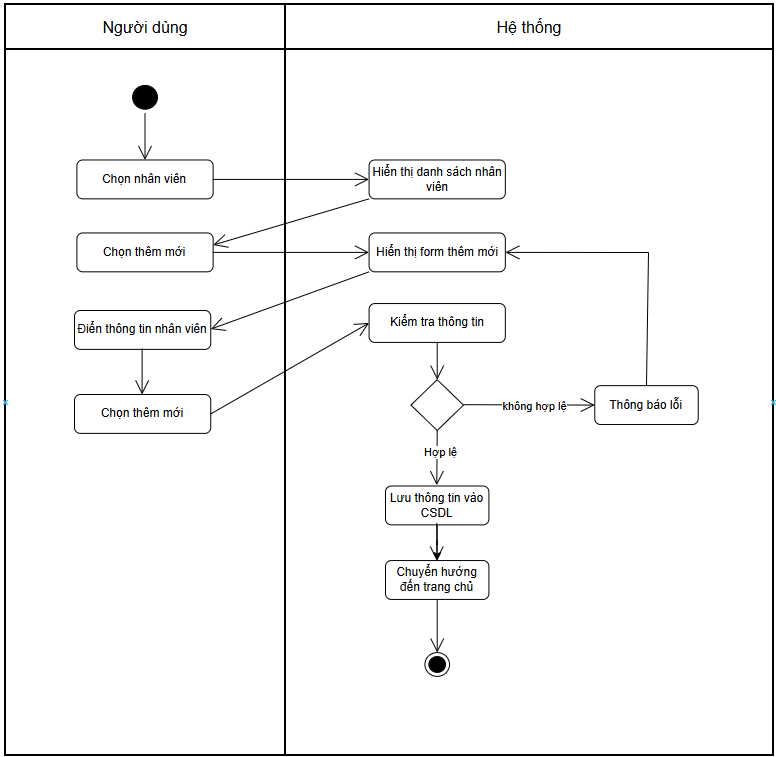 Người dùng
Hệ thống
Chọn nhân viên
Hiển thị danh sách nhân
viên
Chọn thêm mới
Hiển thị form thêm mới
Điển thông tin nhân viên
Kiểm tra thông tin
Chọn thêm mới
không hợp lệ
Thông báo lỗi
Hợp lệ
Lưu thông tin vào
CSDL
Chuyển hướng
đến trang chủ